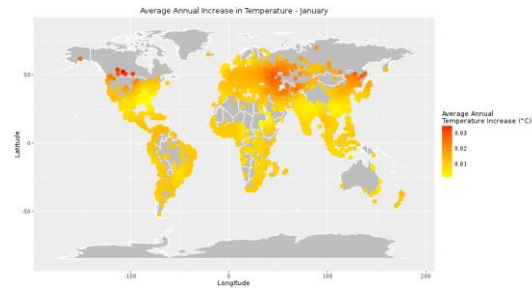 Average Annual Increase in Temperature - January
50
0
-50
Latitude
-100
0
100
200
Longitude
Average Annual
Temperature Increase (°C)
0.03
0.02
0.01